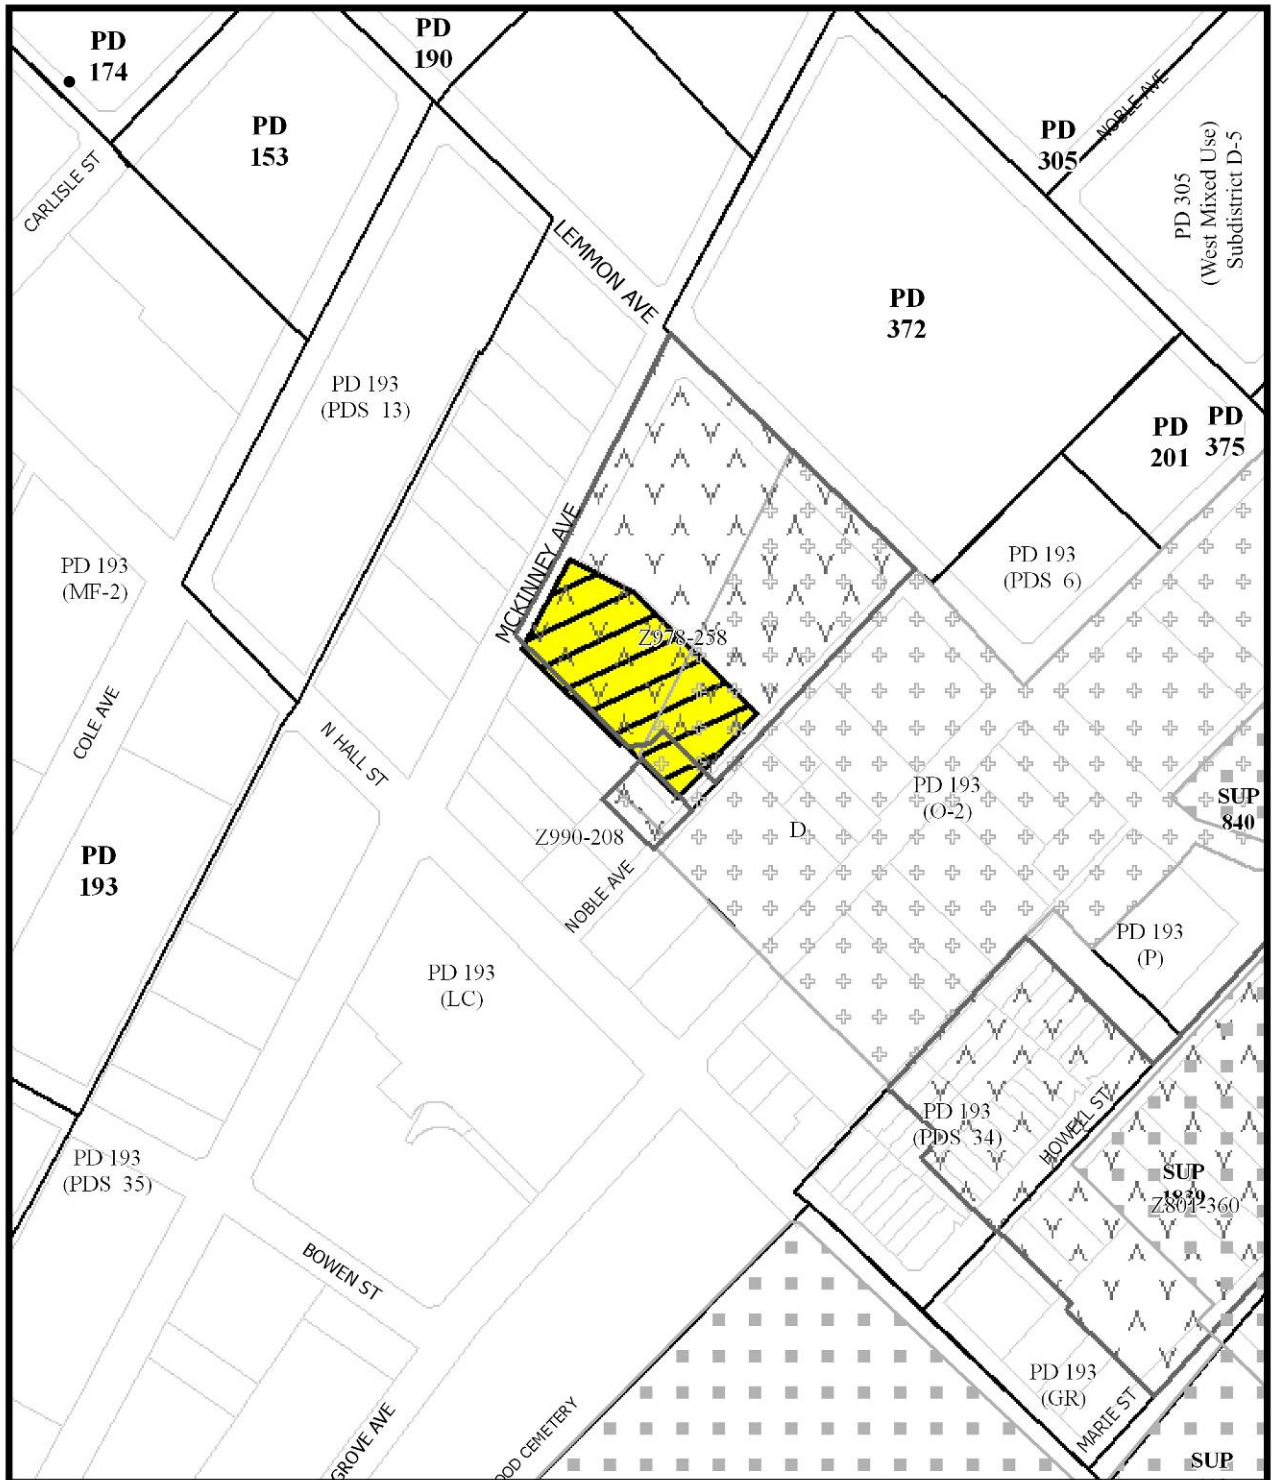 PD
174
PD
190
PD
153
PD
305
NOBLE AVE
PD 305
(West Mixed Use)
Subdistrict D-5
CARLISLE ST
LEMMON AVE
PD
372
PD 193
(PDS 13)
PD
201
PD
375
MCKINNEY AVE
PD 193
(MF-2)
PD 193
(PDS 6)
Z978-258
COLE AVE
N HALL ST
PD 193
(O-2)
SUP
840
D
Z990-208
PD
193
NOBLE AVE
PD 193
(P)
PD 193
(LC)
PD 193
(PDS 34)
HOWELL ST
PD 193
(PDS 35)
SUP
1839
Z801-360
BOWEN ST
PD 193
(GR)
MARIE ST
GROVE AVE
OOD CEMETERY
SUP